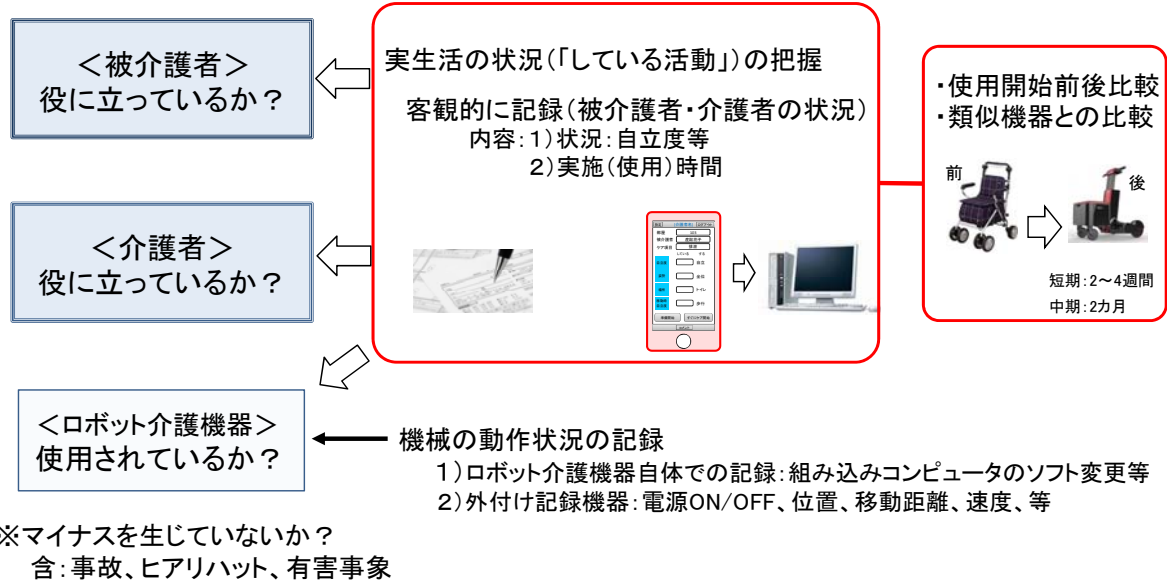 ＜被介護者＞
役に立っているか？
＜介護者＞
役に立っているか？
＜ロボット介護機器＞
使用されているか？
※マイナスを生じていないか？
含：事故、ヒアリハット、有害事象
実生活の状況（「している活動」）の把握
客観的に記録（被介護者・介護者の状況）
内容：１）状況：自立度等
２）実施（使用）時間
・使用開始前後比較
・類似機器との比較
前
後
短期：2～4週間
中期：2カ月
機械の動作状況の記録
１）ロボット介護機器自体での記録：組み込みコンピュータのソフト変更等
２）外付け記録機器：電源ON/OFF、位置、移動距離、速度、等